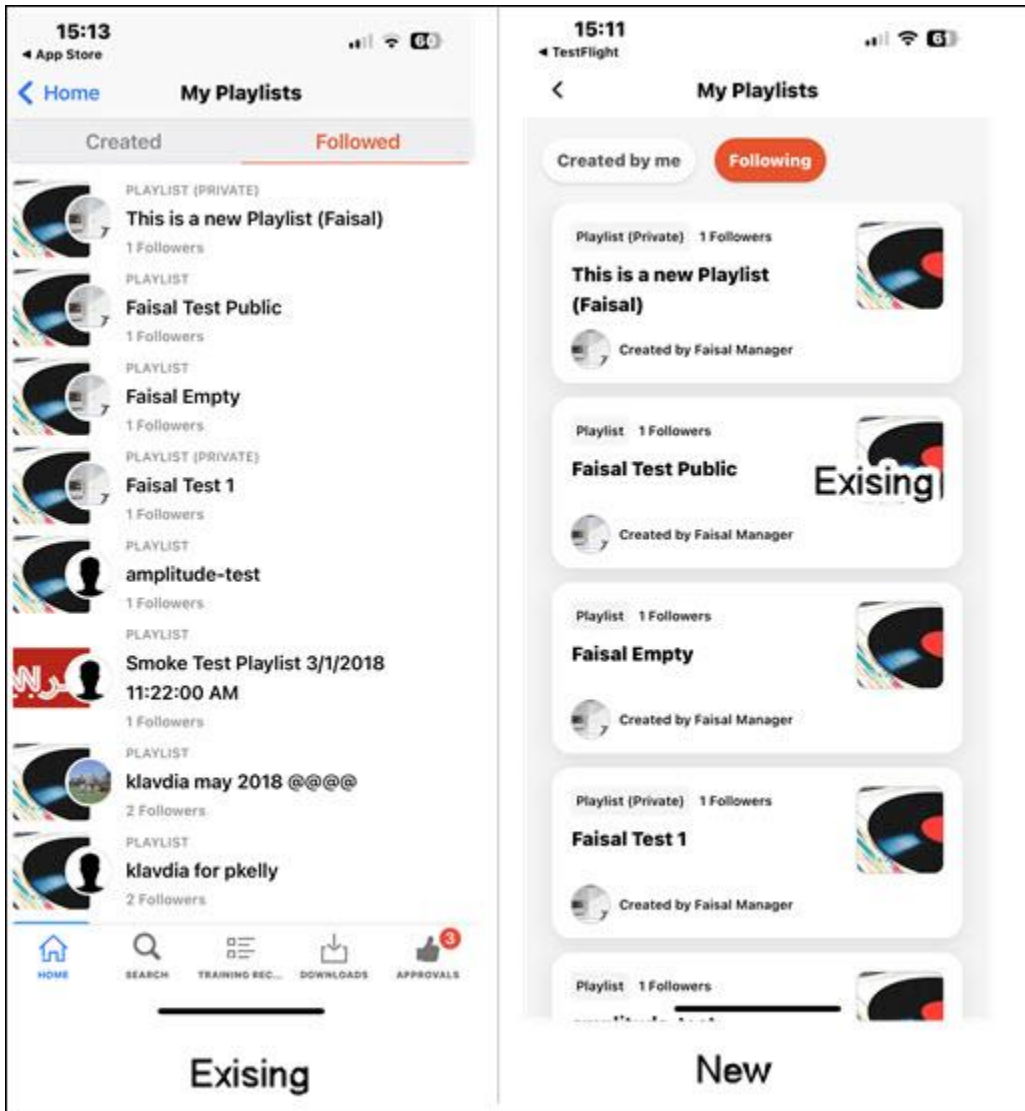 15:13
60
App Store
Home
My Playlists
Created
Followed
PLAYLIST (PRIVATE)
This is a new Playlist (Faisal)
1 Followers
PLAYLIST
Faisal Test Public
1 Followers
PLAYLIST
Faisal Empty
1 Followers
PLAYLIST (PRIVATE)
Faisal Test 1
1 Followers
PLAYLIST
amplitude-test
1 Followers
PLAYLIST
Smoke Test Playlist 3/1/2018
11:22:00 AM
1 Followers
PLAYLIST
klavdia may 2018 @@@@
2 Followers
PLAYLIST
klavdia for pkelly
2 Followers
HOME
SEARCH
TRAINING REC...
DOWNLOADS
3
APPROVALS
Exising
15:11
61
TestFlight
My Playlists
Created by me
Following
Playlist (Private) 1 Followers
This is a new Playlist
(Faisal)
Created by Faisal Manager
Playlist 1 Followers
Faisal Test Public
Exising
Created by Faisal Manager
Playlist 1 Followers
Faisal Empty
Created by Faisal Manager
Playlist (Private) 1 Followers
Faisal Test 1
Created by Faisal Manager
Playlist 1 Followers
New